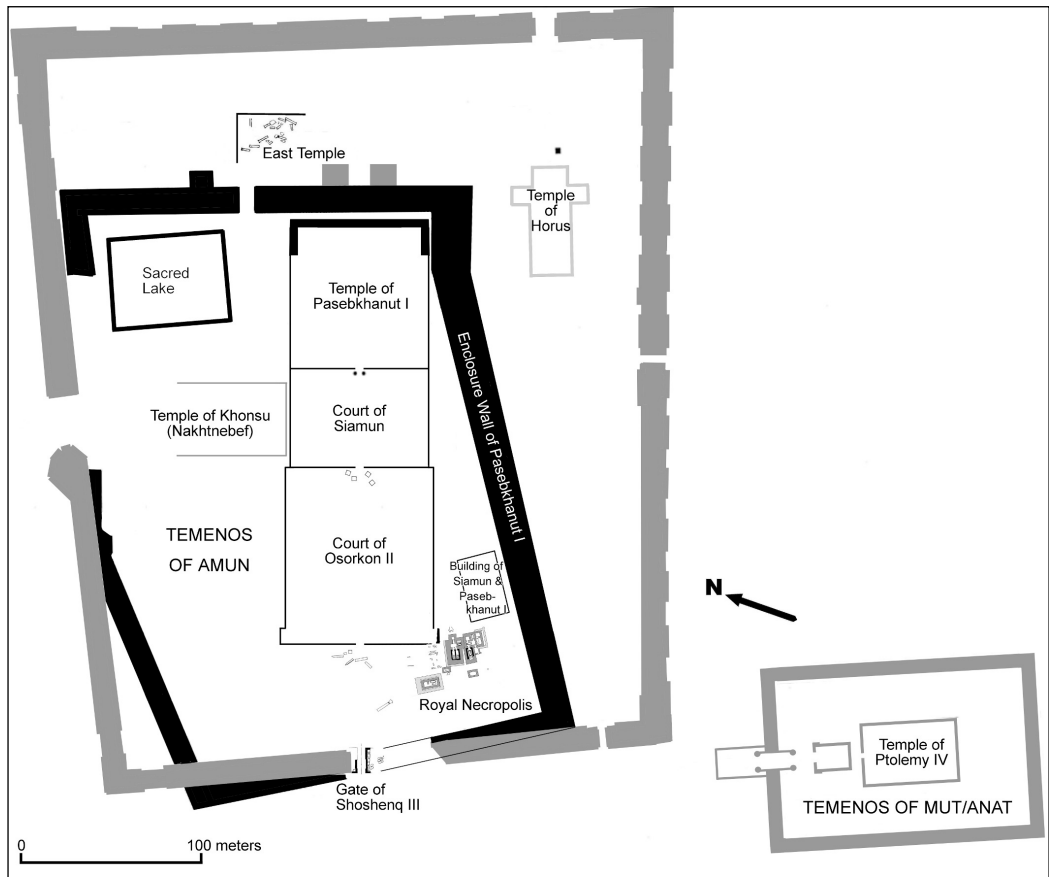 East Temple
Temple
of
Horus
Sacred
Lake
Temple of
Pasebkhanut I
Enclosure Wall of Pasebkhanut I
Temple of Khonsu
(Nakhtnebef)
Court of
Siamun
TEMENOS
OF AMUN
Court of
Osorkon II
Building of
Siamun &
Paseb-
khanut I
N
Royal Necropolis
Temple of
Ptolemy IV
TEMENOS OF MUT/ANAT
Gate of
Shoshenq III
0 100 meters